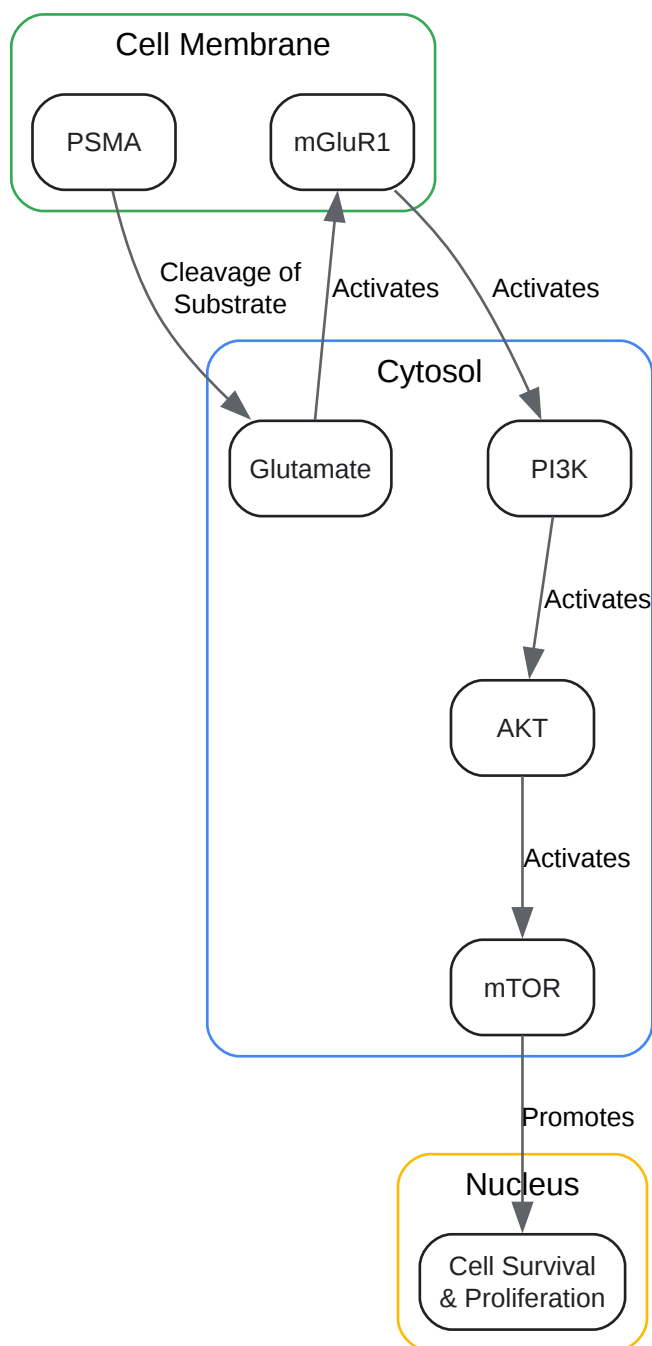 Cell Membrane
PSMA
mGluR1
Cleavage of
Substrate
Activates
Activates
Cytosol
Glutamate
PI3K
Activates
AKT
Activates
mTOR
Promotes
Nucleus
Cell Survival
& Proliferation